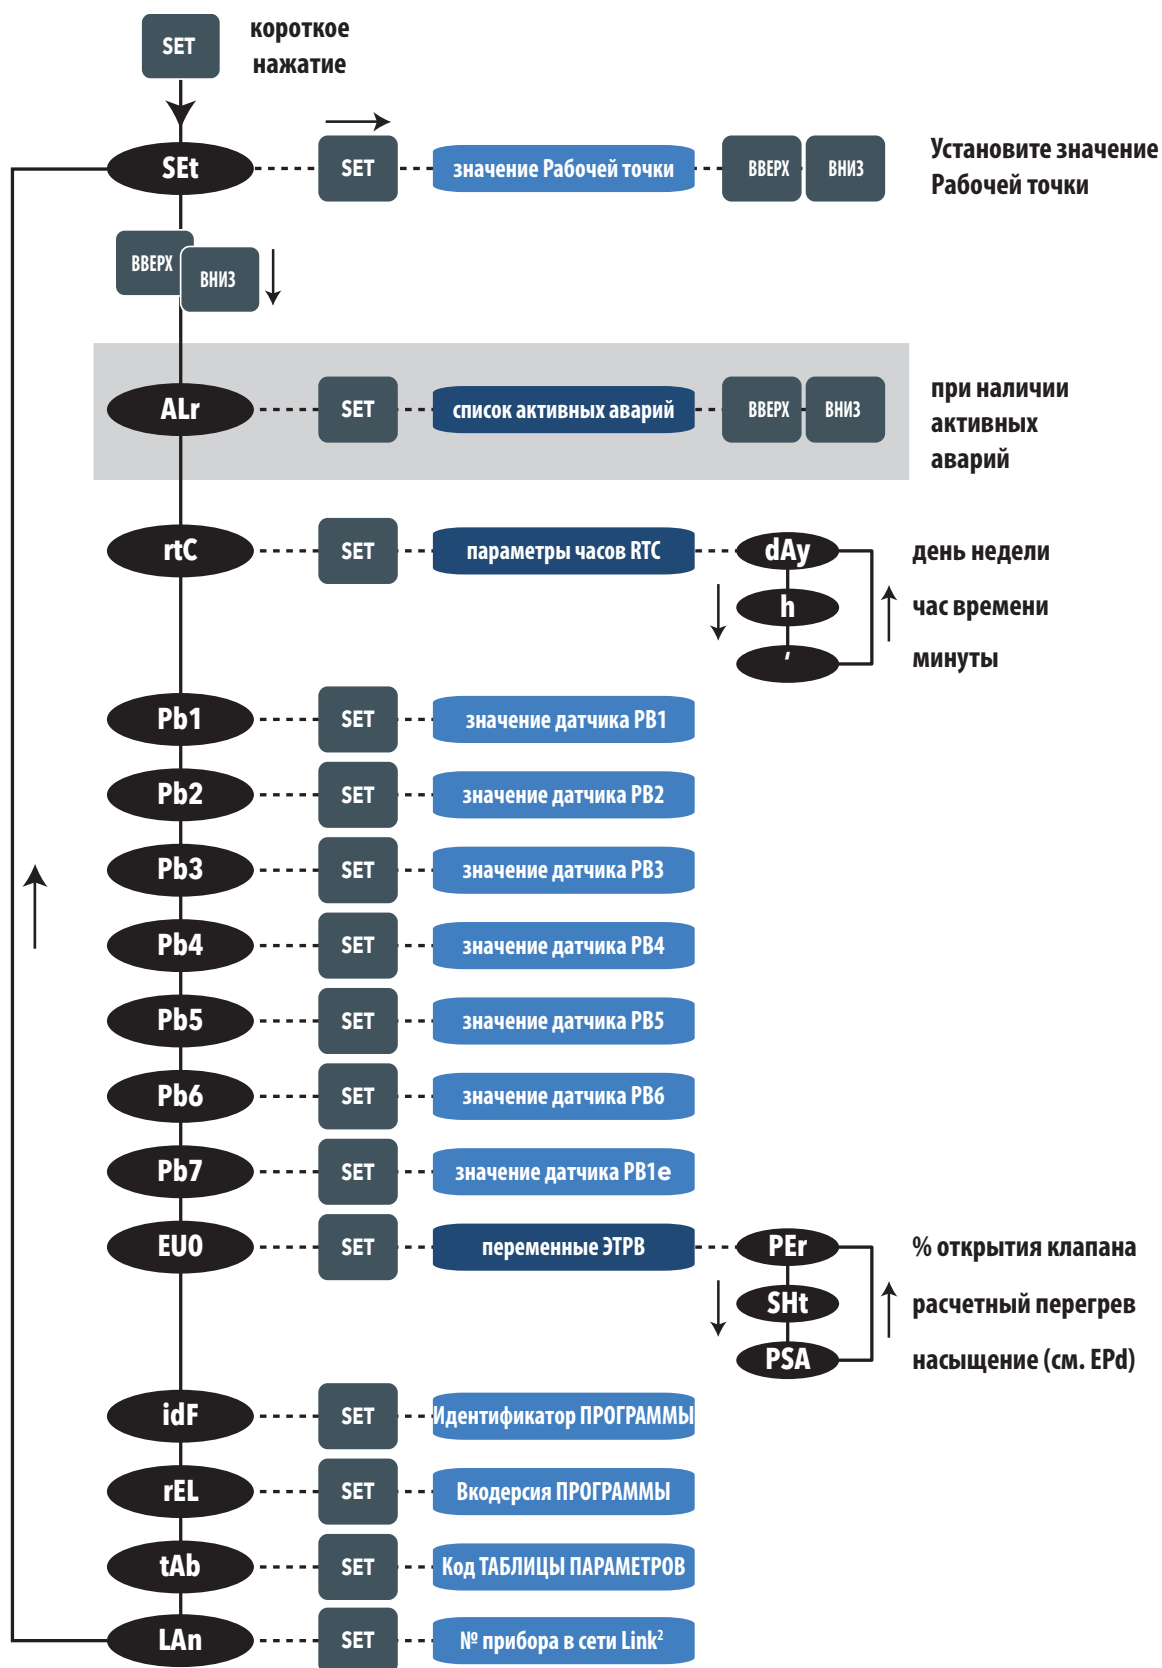 SET
короткое
нажатие
SEt
SET
значение Рабочей точки
ВВЕРХ
ВНИЗ
Установите значение
Рабочей точки
ВВЕРХ
ВНИЗ
ALr
SET
список активных аварий
ВВЕРХ
ВНИЗ
при наличии
активных
аварий
rtC
SET
параметры часов RTC
dAy
день недели
h
час времени
'
минуты
Pb1
SET
значение датчика PB1
Pb2
SET
значение датчика PB2
Pb3
SET
значение датчика PB3
Pb4
SET
значение датчика PB4
Pb5
SET
значение датчика PB5
Pb6
SET
значение датчика PB6
Pb7
SET
значение датчика PB1e
EU0
SET
переменные ЭТРВ
PEr
% открытия клапана
SHt
расчетный перегрев
PSA
насыщение (см. EPd)
idF
SET
Идентификатор ПРОГРАММЫ
rEL
SET
Вкодерсия ПРОГРАММЫ
tAb
SET
Код ТАБЛИЦЫ ПАРАМЕТРОВ
LAn
SET
№ прибора в сети Link²